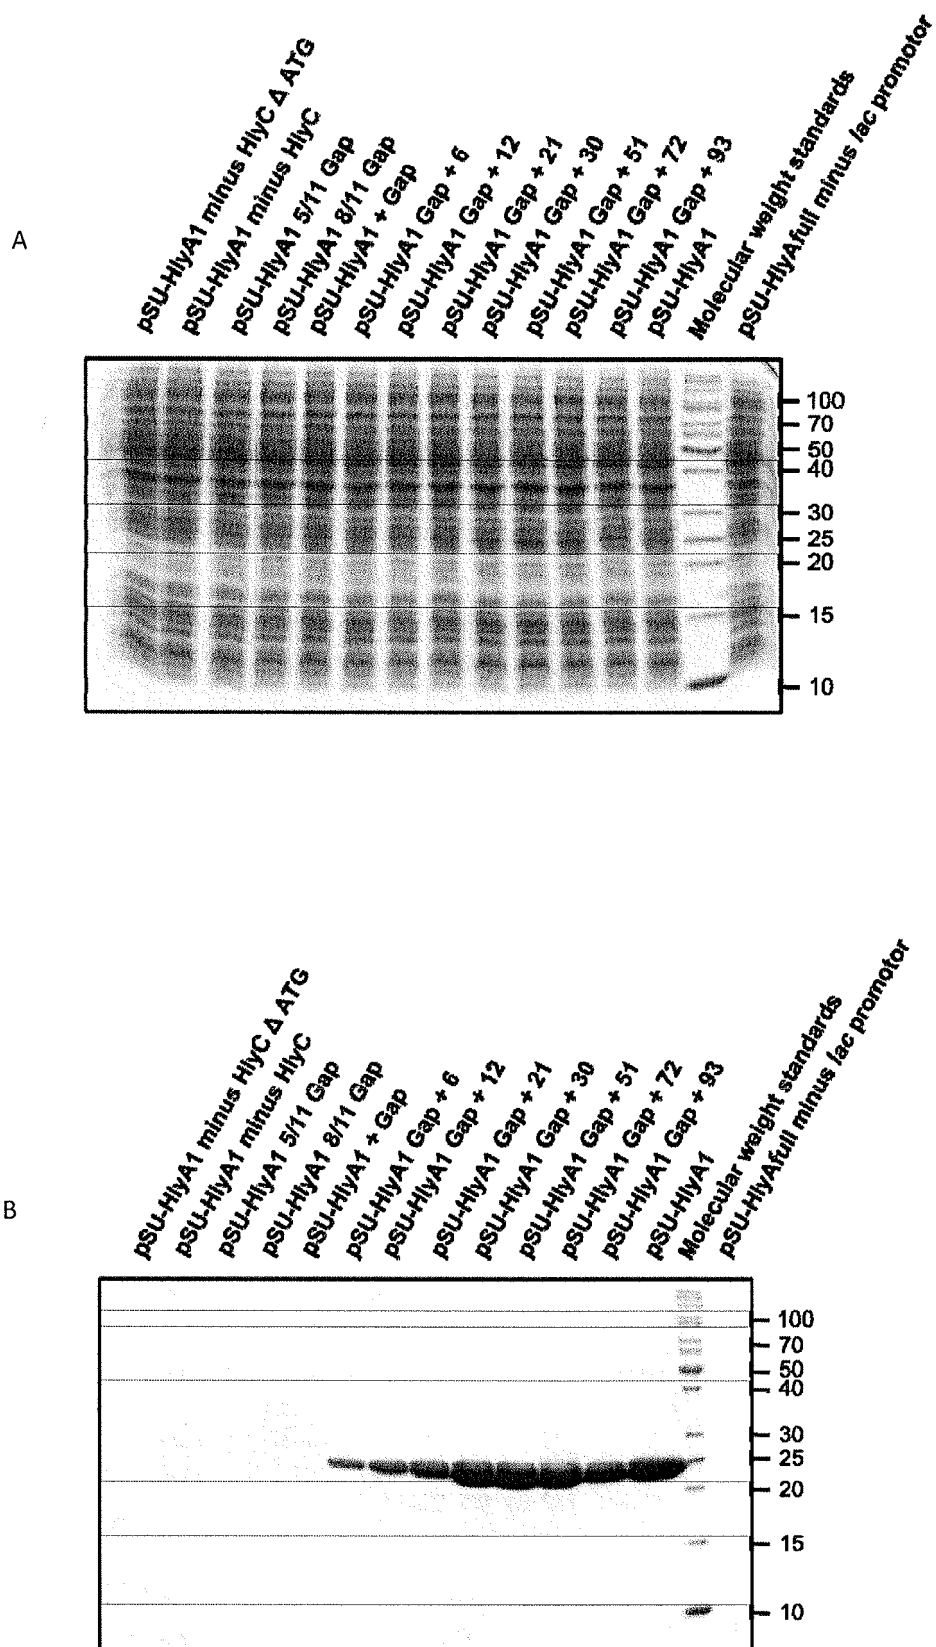 A
pSU-HlyA1 minus HlyC Δ ATG
pSU-HlyA1 minus HlyC
pSU-HlyA1 5/11 Gap
pSU-HlyA1 8/11 Gap
pSU-HlyA1 + Gap
pSU-HlyA1 Gap + 6
pSU-HlyA1 Gap + 12
pSU-HlyA1 Gap + 21
pSU-HlyA1 Gap + 30
pSU-HlyA1 Gap + 51
pSU-HlyA1 Gap + 72
pSU-HlyA1 Gap + 93
pSU-HlyA1
Molecular weight standards
pSU-HlyAfull minus lac promotor
100
70
50
40
30
25
20
15
10
B
pSU-HlyA1 minus HlyC Δ ATG
pSU-HlyA1 minus HlyC
pSU-HlyA1 5/11 Gap
pSU-HlyA1 8/11 Gap
pSU-HlyA1 + Gap
pSU-HlyA1 Gap + 6
pSU-HlyA1 Gap + 12
pSU-HlyA1 Gap + 21
pSU-HlyA1 Gap + 30
pSU-HlyA1 Gap + 51
pSU-HlyA1 Gap + 72
pSU-HlyA1 Gap + 93
pSU-HlyA1
Molecular weight standards
pSU-HlyAfull minus lac promotor
100
70
50
40
30
25
20
15
10